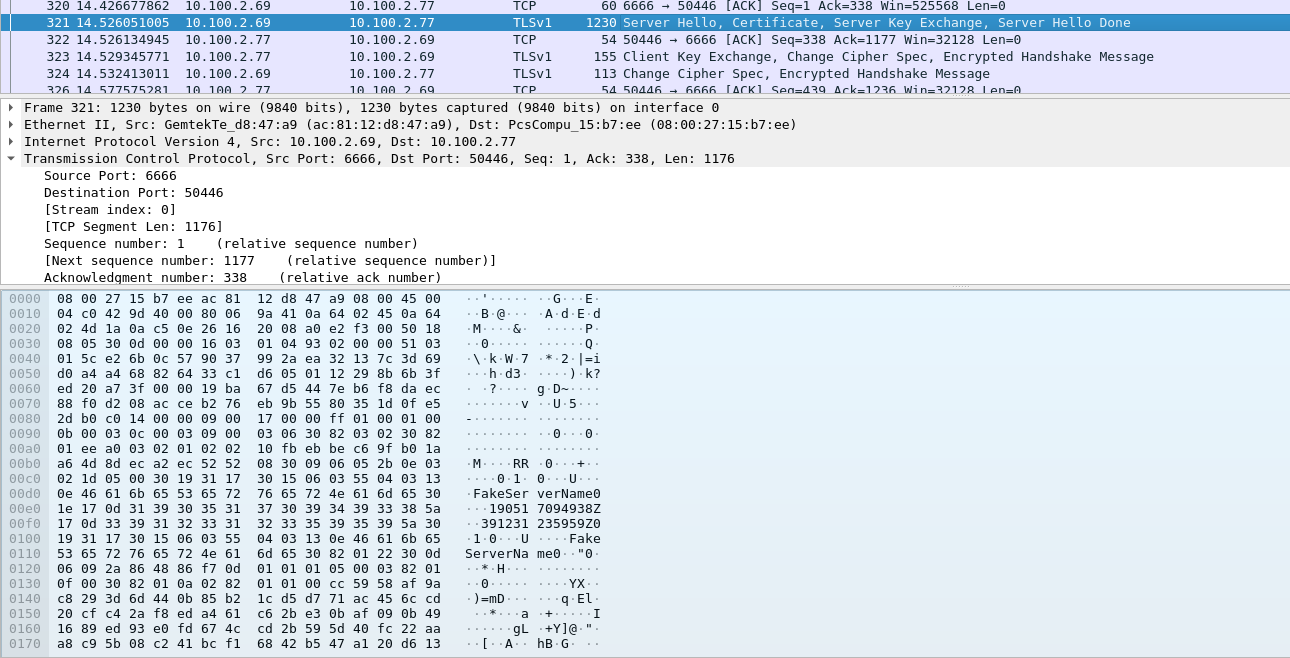 320 14.426677862 10.100.2.69 10.100.2.77 TCP 60 6666 → 50446 [ACK] Seq=1 Ack=338 Win=525568 Len=0
321 14.526051005 10.100.2.69 10.100.2.77 TLSv1 1230 Server Hello, Certificate, Server Key Exchange, Server Hello Done
322 14.526134945 10.100.2.77 10.100.2.69 TCP 54 50446 → 6666 [ACK] Seq=338 Ack=1177 Win=32128 Len=0
323 14.529345771 10.100.2.77 10.100.2.69 TLSv1 155 Client Key Exchange, Change Cipher Spec, Encrypted Handshake Message
324 14.532413011 10.100.2.69 10.100.2.77 TLSv1 113 Change Cipher Spec, Encrypted Handshake Message
326 14.577575281 10.100.2.77 10.100.2.69 TCP 54 50446 → 6666 [ACK] Seq=439 Ack=1236 Win=32128 Len=0
Frame 321: 1230 bytes on wire (9840 bits), 1230 bytes captured (9840 bits) on interface 0
Ethernet II, Src: GemtekTe_d8:47:a9 (ac:81:12:d8:47:a9), Dst: PcsCompu_15:b7:ee (08:00:27:15:b7:ee)
Internet Protocol Version 4, Src: 10.100.2.69, Dst: 10.100.2.77
Transmission Control Protocol, Src Port: 6666, Dst Port: 50446, Seq: 1, Ack: 338, Len: 1176
Source Port: 6666
Destination Port: 50446
[Stream index: 0]
[TCP Segment Len: 1176]
Sequence number: 1 (relative sequence number)
[Next sequence number: 1177 (relative sequence number)]
Acknowledgment number: 338 (relative ack number)
0000 08 00 27 15 b7 ee ac 81 12 d8 47 a9 08 00 45 00 ··'····· ··G···E·
0010 04 c0 42 9d 40 00 80 06 9a 41 0a 64 02 45 0a 64 ··B·@··· ·A·d·E·d
0020 02 4d 1a 0a c5 0e 26 16 20 08 a0 e2 f3 00 50 18 ·M····&· ·····P·
0030 08 05 30 0d 00 00 16 03 01 04 93 02 00 00 51 03 ··0····· ······Q·
0040 01 5c e2 6b 0c 57 90 37 99 2a ea 32 13 7c 3d 69 ·\·k·W·7 ·*·2·|=i
0050 d0 a4 a4 68 82 64 33 c1 d6 05 01 12 29 8b 6b 3f ···h·d3· ····)·k?
0060 ed 20 a7 3f 00 00 19 ba 67 d5 44 7e b6 f8 da ec · ·?···· g·D~····
0070 88 f0 d2 08 ac ce b2 76 eb 9b 55 80 35 1d 0f e5 ·······v ··U·5···
0080 2d b0 c0 14 00 00 09 00 17 00 00 ff 01 00 01 00 -······· ········
0090 0b 00 03 0c 00 03 09 00 03 06 30 82 03 02 30 82 ········ ··0···0·
00a0 01 ee a0 03 02 01 02 02 10 fb eb be c6 9f b0 1a ········ ········
00b0 a6 4d 8d ec a2 ec 52 52 08 30 09 06 05 2b 0e 03 ·M····RR ·0···+··
00c0 02 1d 05 00 30 19 31 17 30 15 06 03 55 04 03 13 ····0·1· 0···U···
00d0 0e 46 61 6b 65 53 65 72 76 65 72 4e 61 6d 65 30 ·FakeSer verName0
00e0 1e 17 0d 31 39 30 35 31 37 30 39 34 39 33 38 5a ···19051 7094938Z
00f0 17 0d 33 39 31 32 33 31 32 33 35 39 35 39 5a 30 ··391231 235959Z0
0100 19 31 17 30 15 06 03 55 04 03 13 0e 46 61 6b 65 ·1·0···U ····Fake
0110 53 65 72 76 65 72 4e 61 6d 65 30 82 01 22 30 0d ServerNa me0··"0·
0120 06 09 2a 86 48 86 f7 0d 01 01 01 05 00 03 82 01 ··*·H··· ········
0130 0f 00 30 82 01 0a 02 82 01 01 00 cc 59 58 af 9a ··0····· ····YX··
0140 c8 29 3d 6d 44 0b 85 b2 1c d5 d7 71 ac 45 6c cd ·)=mD··· ···q·El·
0150 20 cf c4 2a f8 ed a4 61 c6 2b e3 0b af 09 0b 49 ··*···a ·+·····I
0160 16 89 ed 93 e0 fd 67 4c cd 2b 59 5d 40 fc 22 aa ······gL ·+Y]@·"·
0170 a8 c9 5b 08 c2 41 bc f1 68 42 b5 47 a1 20 d6 13 ··[··A·· hB·G· ··